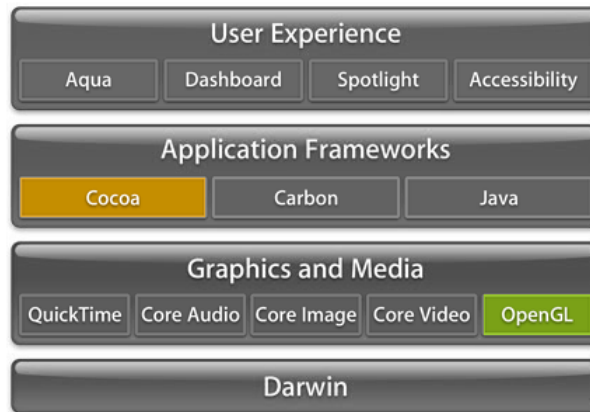 User Experience
Aqua Dashboard Spotlight Accessibility
Application Frameworks
Cocoa Carbon Java
Graphics and Media
QuickTime Core Audio Core Image Core Video OpenGL
Darwin